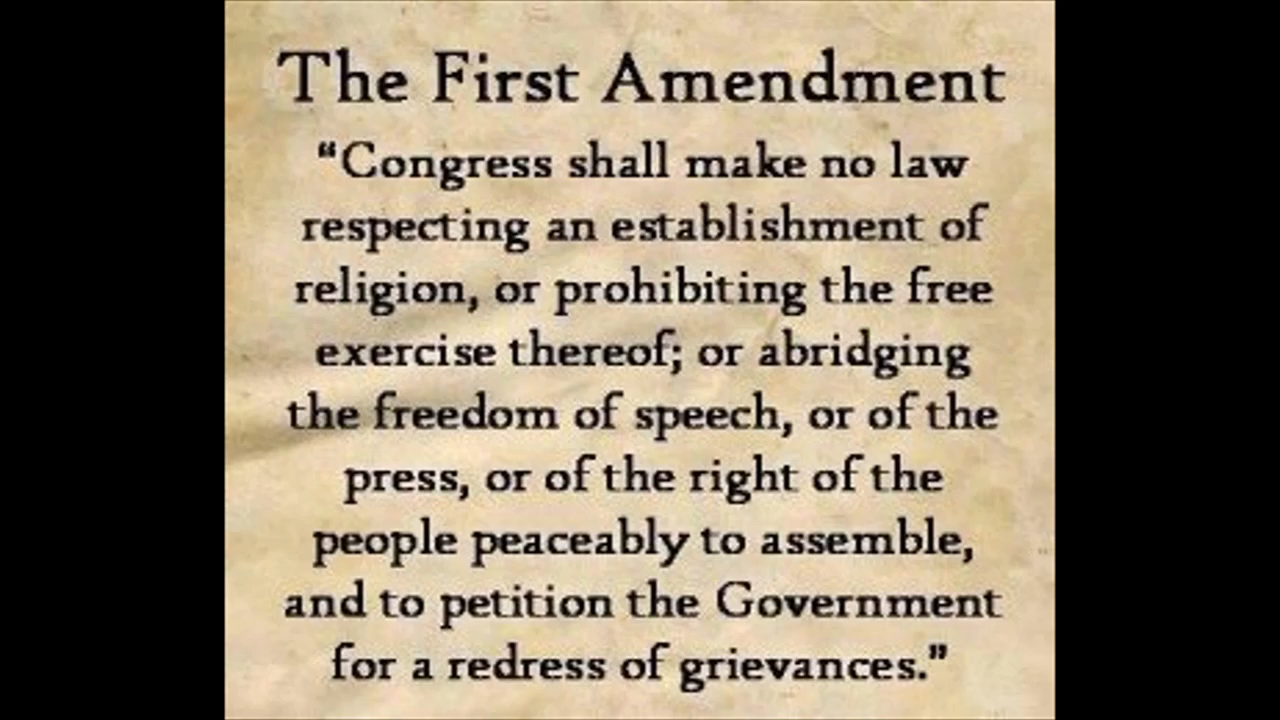 The First Amendment
“Congress shall make no law
respecting an establishment of
religion, or prohibiting the free
exercise thereof; or abridging
the freedom of speech, or of the
press, or of the right of the
people peaceably to assemble,
and to petition the Government
for a redress of grievances.”